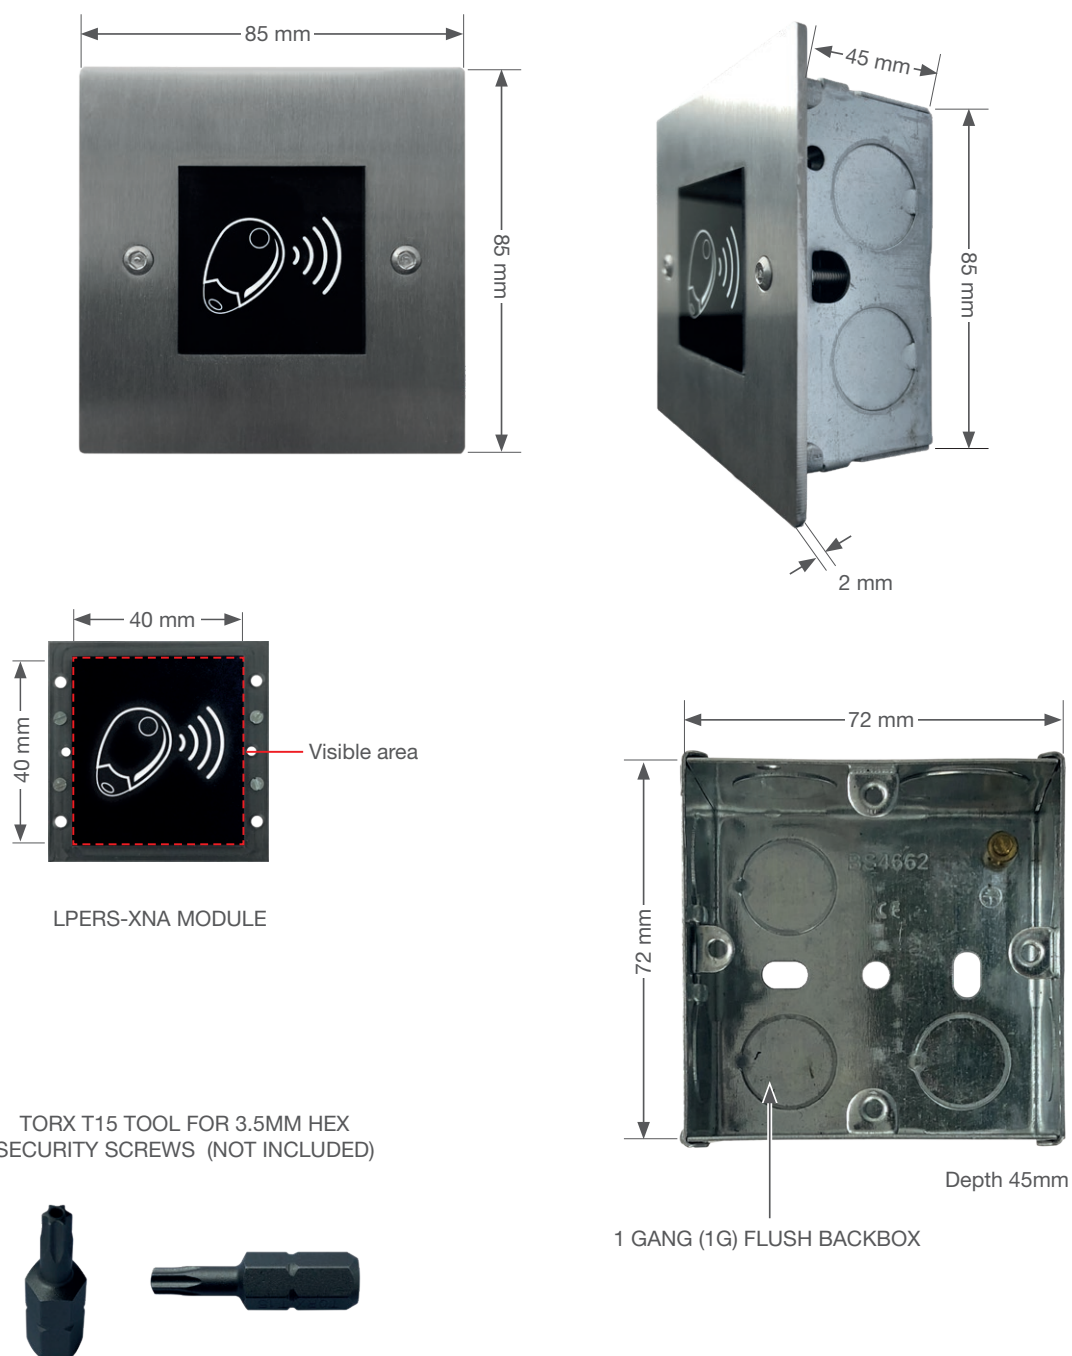 85 mm
85 mm
45 mm
85 mm
2 mm
40 mm
40 mm
Visible area
LPERS-XNA MODULE
72 mm
72 mm
BS4662
CE
Depth 45mm
1 GANG (1G) FLUSH BACKBOX
TORX T15 TOOL FOR 3.5MM HEX
SECURITY SCREWS (NOT INCLUDED)